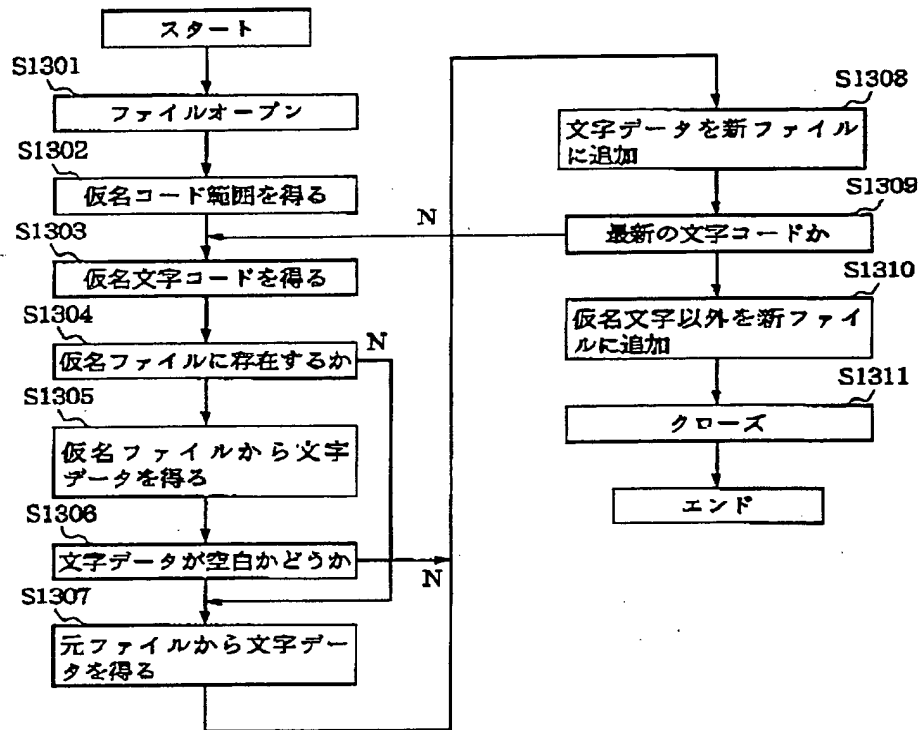 スタート
S1301
ファイルオープン
S1302
仮名コード範囲を得る
S1303
仮名文字コードを得る
S1304
仮名ファイルに存在するか
N
S1305
仮名ファイルから文字
データを得る
S1306
文字データが空白かどうか
N
S1307
元ファイルから文字デー
タを得る
S1308
文字データを新ファイル
に追加
S1309
最新の文字コードか
N
S1310
仮名文字以外を新ファイ
ルに追加
S1311
クローズ
エンド